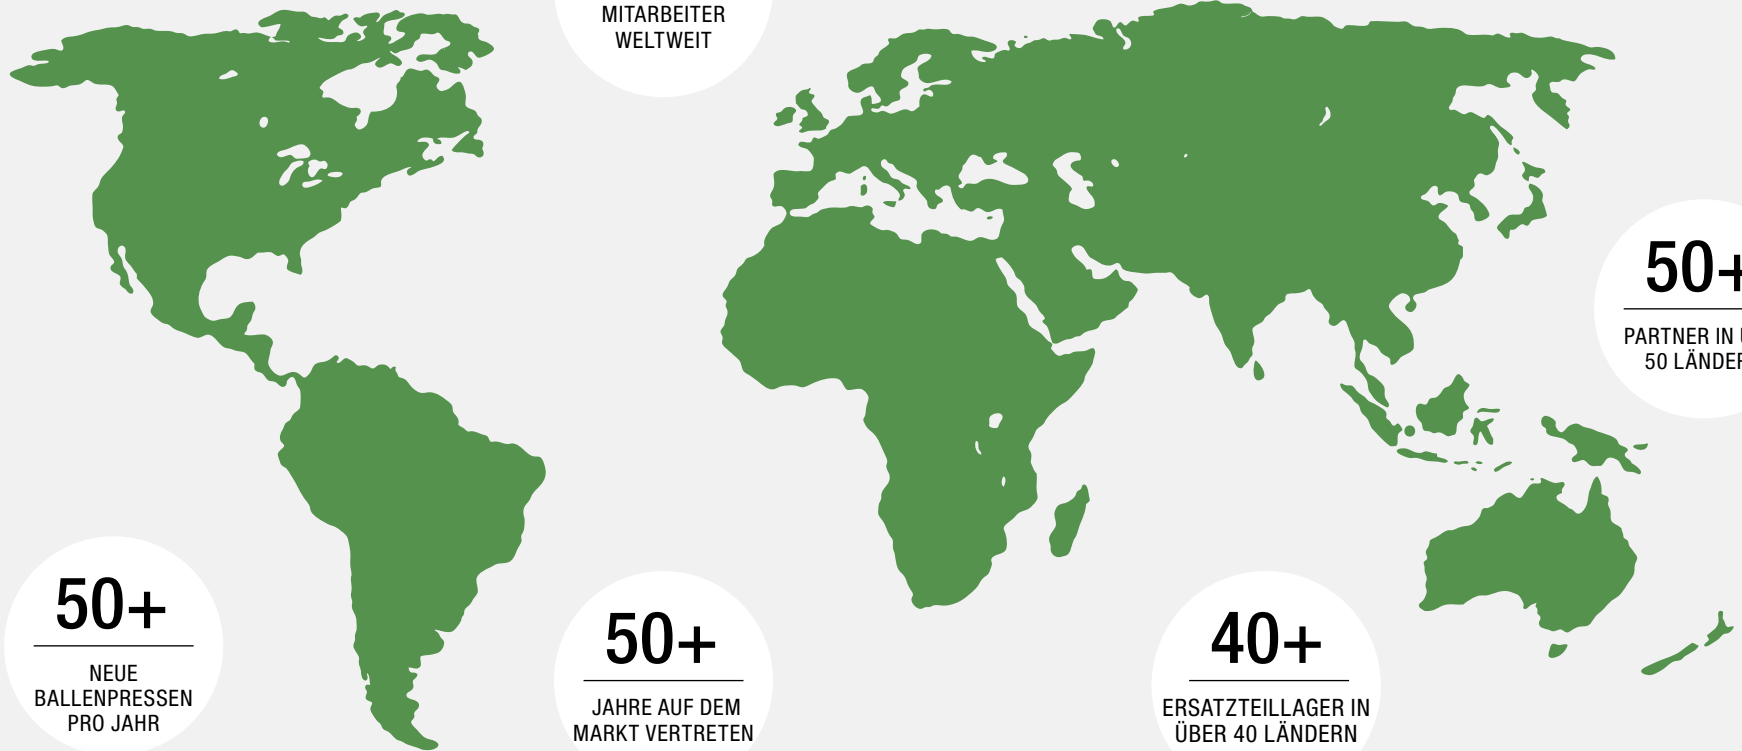 MITARBEITER
WELTWEIT
50+
PARTNER IN
50
50+
NEUE
BALLENPRESSEN
PRO JAHR
50+
JAHRE AUF DEM
MARKT VERTRETEN
40+
ERSATZTEILLAGER IN
ÜBER 40 LÄNDERN